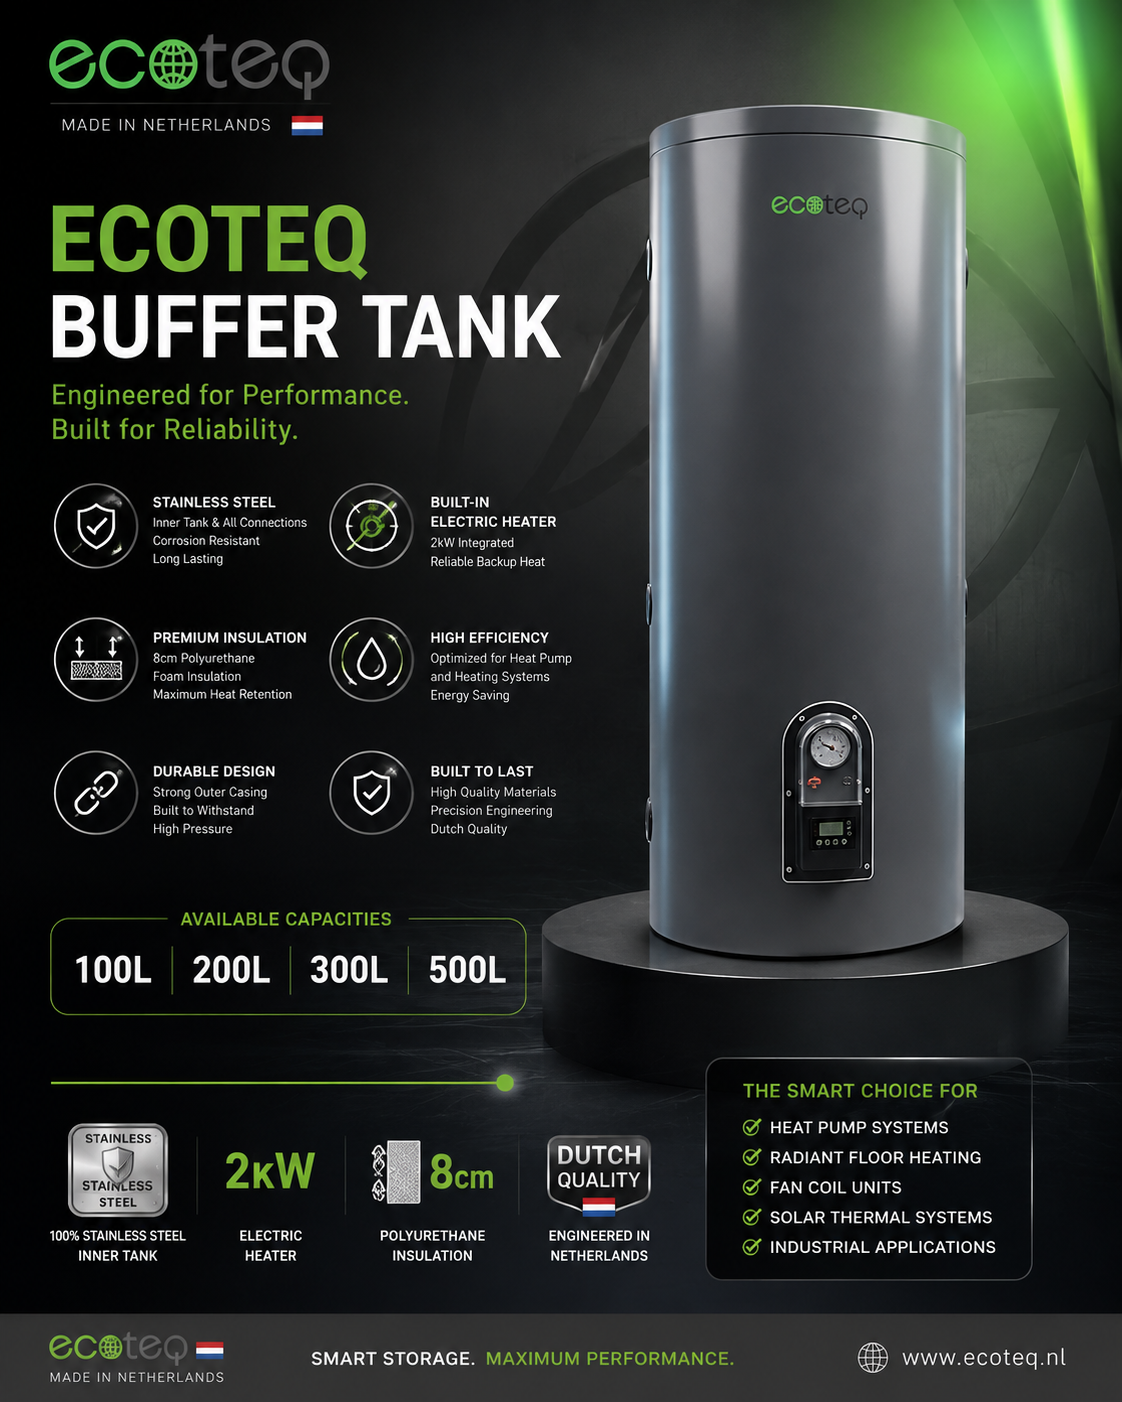 ecoteq
MADE IN NETHERLANDS
ecoteq
ECOTEQ
BUFFER TANK
Engineered for Performance.
Built for Reliability.
STAINLESS STEEL
Inner Tank & All Connections
Corrosion Resistant
Long Lasting
BUILT-IN
ELECTRIC HEATER
2kW Integrated
Reliable Backup Heat
PREMIUM INSULATION
8cm Polyurethane
Foam Insulation
Maximum Heat Retention
HIGH EFFICIENCY
Optimized for Heat Pump
and Heating Systems
Energy Saving
DURABLE DESIGN
Strong Outer Casing
Built to Withstand
High Pressure
BUILT TO LAST
High Quality Materials
Precision Engineering
Dutch Quality
AVAILABLE CAPACITIES
100L
200L
300L
500L
STAINLESS
STAINLESS
STEEL
100% STAINLESS STEEL
INNER TANK
2KW
ELECTRIC
HEATER
8cm
POLYURETHANE
INSULATION
DUTCH
QUALITY
ENGINEERED IN
NETHERLANDS
THE SMART CHOICE FOR
HEAT PUMP SYSTEMS
RADIANT FLOOR HEATING
FAN COIL UNITS
SOLAR THERMAL SYSTEMS
INDUSTRIAL APPLICATIONS
ecoteq
MADE IN NETHERLANDS
SMART STORAGE. MAXIMUM PERFORMANCE.
www.ecoteq.nl